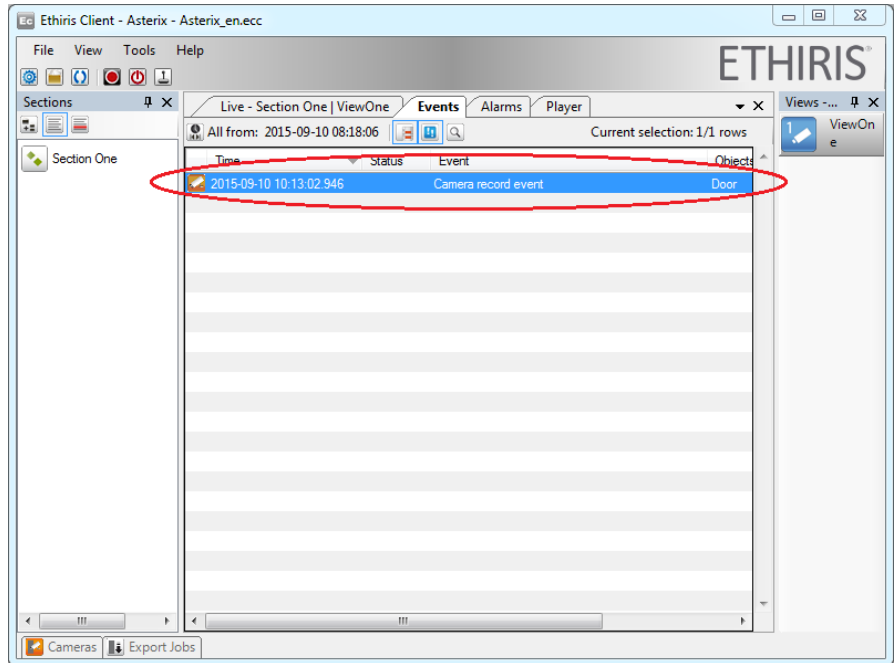 Ec Ethiris Client - Asterix - Asterix_en.ecc
File View Tools Help
ETHIRIS
Sections
Live - Section One | ViewOne Events Alarms Player
Views -...
All from: 2015-09-10 08:18:06 Current selection: 1/1 rows
1 ViewOn
e
Section One
Time Status Event Objects
2015-09-10 10:13:02.946 Camera record event Door
Cameras Export Jobs